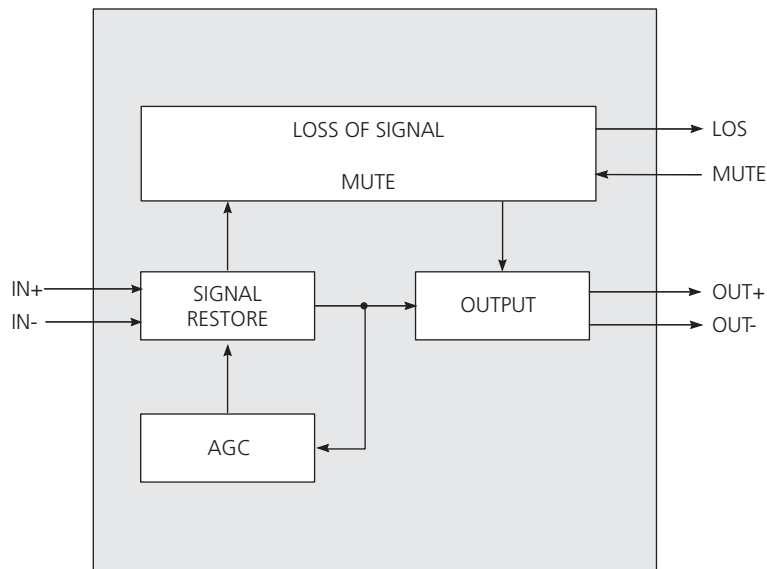 LOSS OF SIGNAL
LOS
MUTE
MUTE
IN+
SIGNAL
RESTORE
OUTPUT
OUT+
IN-
OUT-
AGC